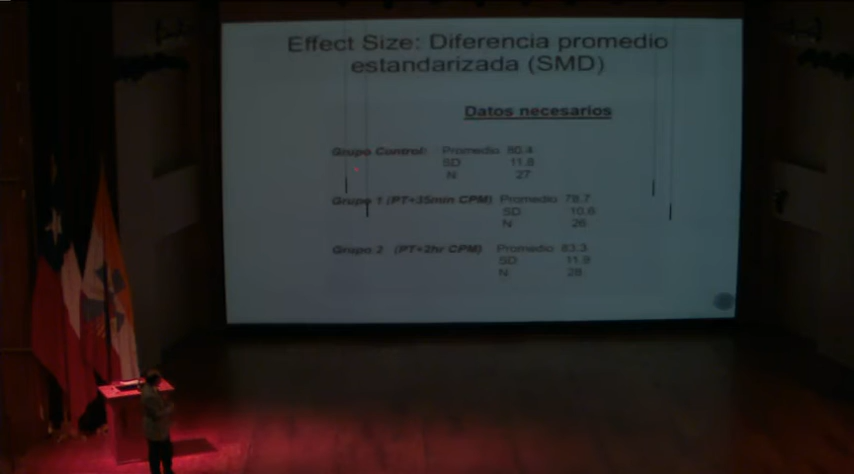 Effect Size: Diferencia promedio
estandarizada (SMD)
Datos necesarios
Grupo Control: Promedio 80.4
SD 11.8
N 27
Grupo 1 (PT+35min CPM) Promedio 78.7
SD 10.6
N 26
Grupo 2 (PT+2hr CPM) Promedio 83.3
SD 11.9
N 28